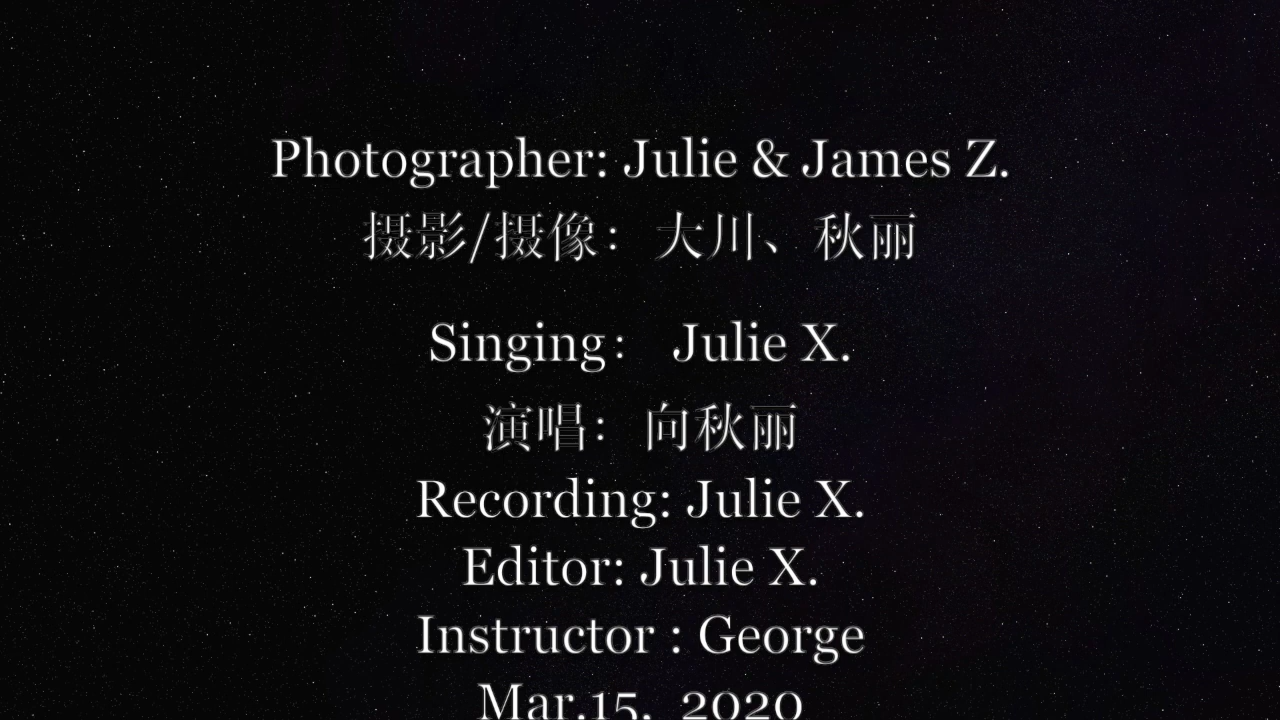 Photographer: Julie & James Z.
摄影/摄像： 大川、秋丽
Singing： Julie X.
演唱： 向秋丽
Recording: Julie X.
Editor: Julie X.
Instructor : George
Mar.15, 2020